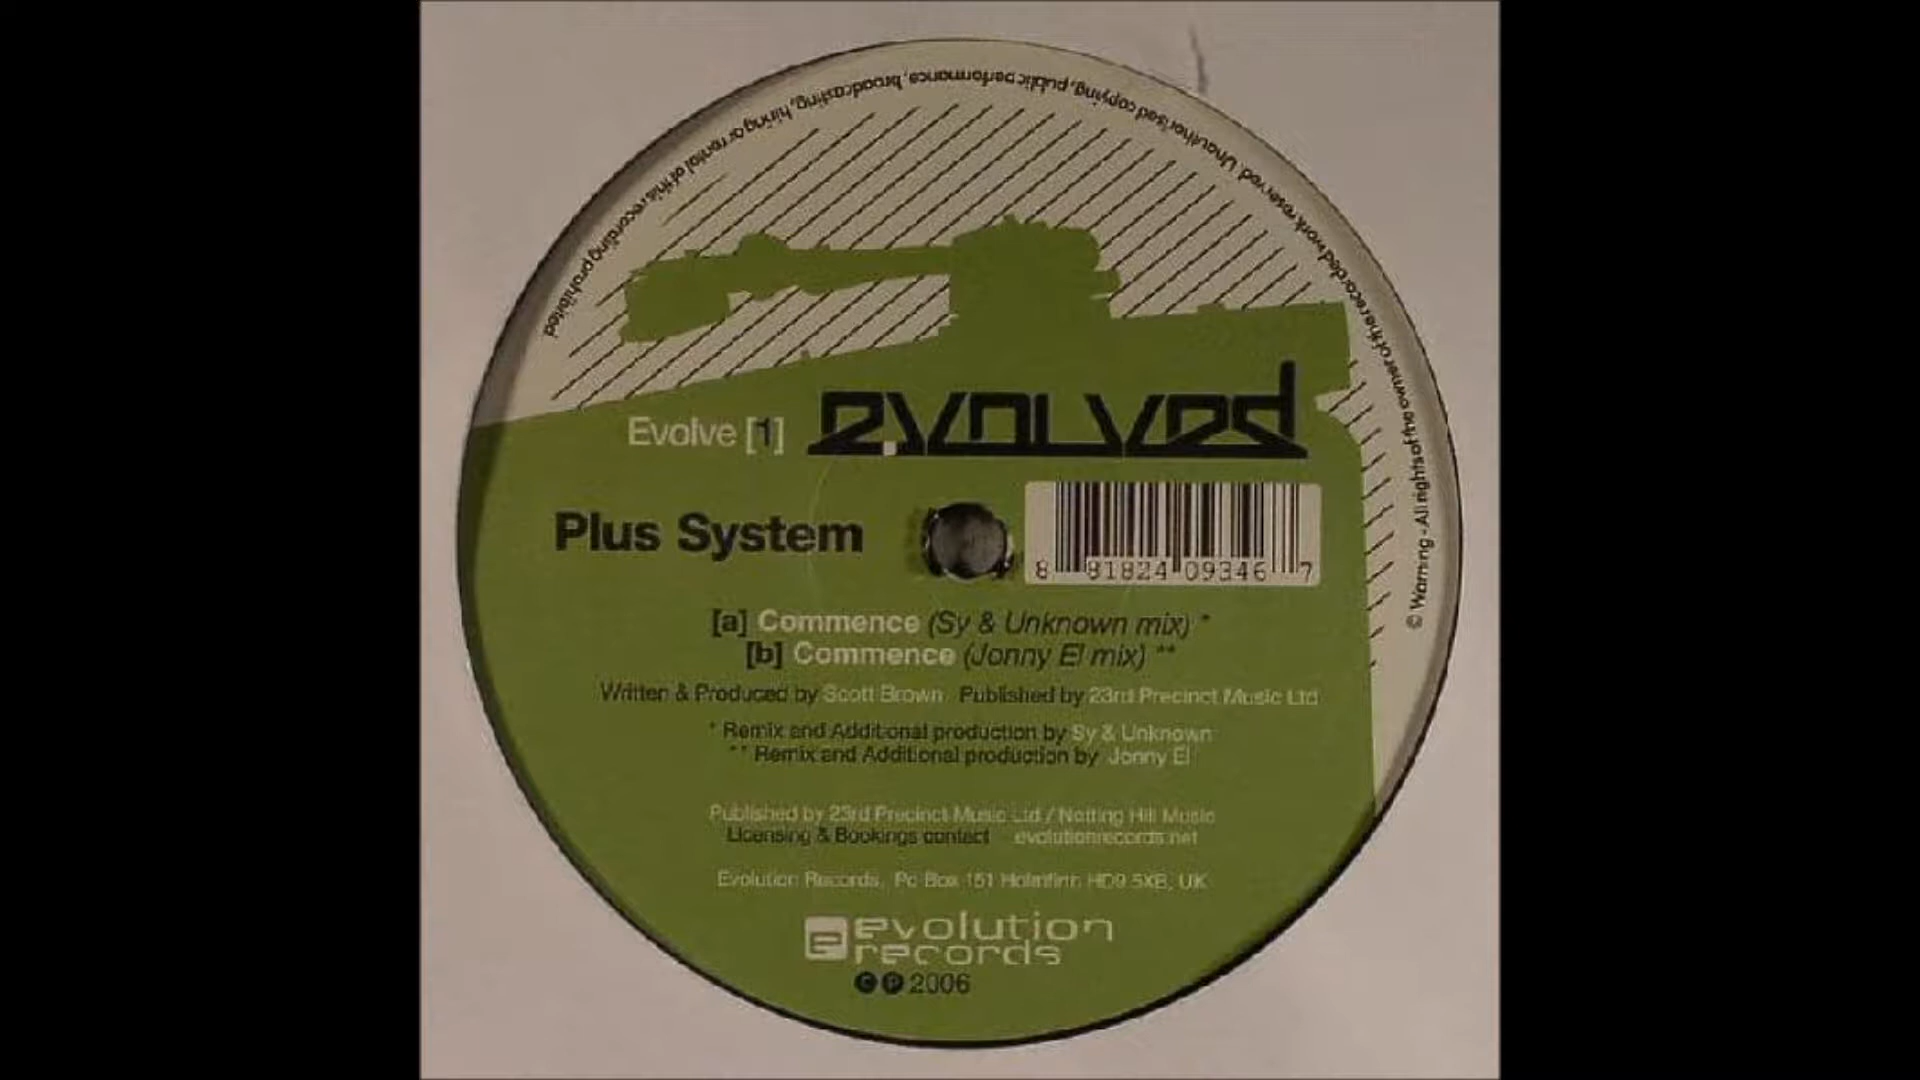 © Warning - All rights of the owner of the recorded work reserved. Unauthorised copying, public performance, broadcasting, hiring or rental of this recording prohibited
Evolve [1] e.volved
Plus System
8 81824 09346 7
[a] Commence (Sy & Unknown mix) *
[b] Commence (Jonny El mix) **
Written & Produced by Scott Brown Published by 23rd Precinct Music Ltd
* Remix and Additional production by Sy & Unknown
** Remix and Additional production by Jonny El
Published by 23rd Precinct Music Ltd / Notting Hill Music
Licensing & Bookings contact evolutionrecords.net
Evolution Records, Po Box 151 Holmfirth HD9 5XB, UK
e evolution
records
© ℗ 2006